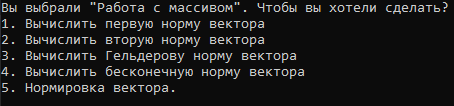 Вы выбрали "Работа с массивом". Чтобы вы хотели сделать?
1. Вычислить первую норму вектора
2. Вычислить вторую норму вектора
3. Вычислить Гельдерову норму вектора
4. Вычислить бесконечную норму вектора
5. Нормировка вектора.